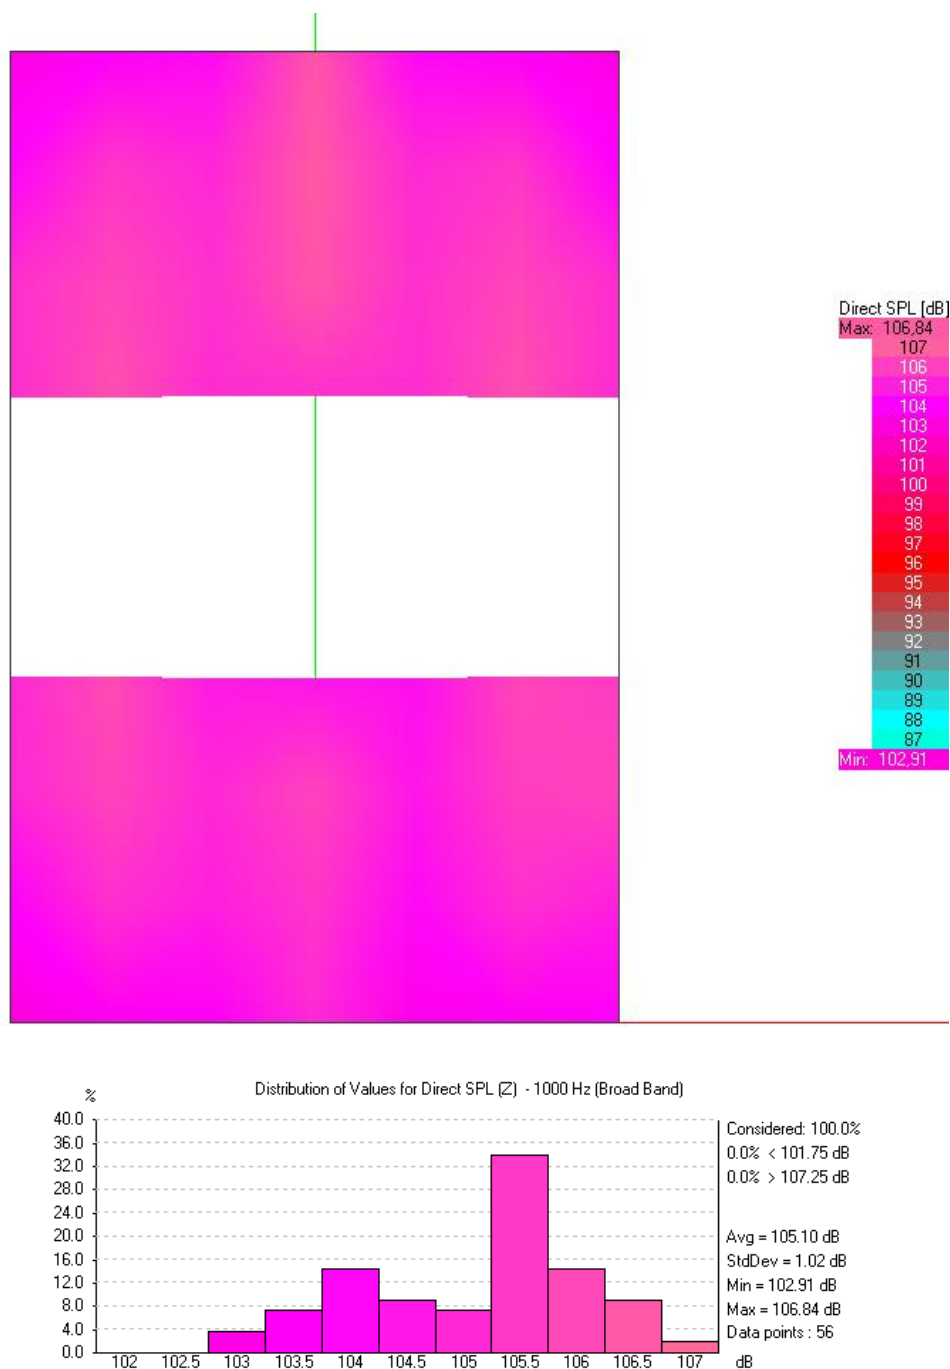 Direct SPL [dB]
Max: 106,84
107
106
105
104
103
102
101
100
99
98
97
96
95
94
93
92
91
90
89
88
87
Min: 102,91
Distribution of Values for Direct SPL (Z) - 1000 Hz (Broad Band)
%
40.0
36.0
32.0
28.0
24.0
20.0
16.0
12.0
8.0
4.0
0.0
102 102.5 103 103.5 104 104.5 105 105.5 106 106.5 107 dB
Considered: 100.0%
0.0% < 101.75 dB
0.0% > 107.25 dB
Avg = 105.10 dB
StdDev = 1.02 dB
Min = 102.91 dB
Max = 106.84 dB
Data points : 56